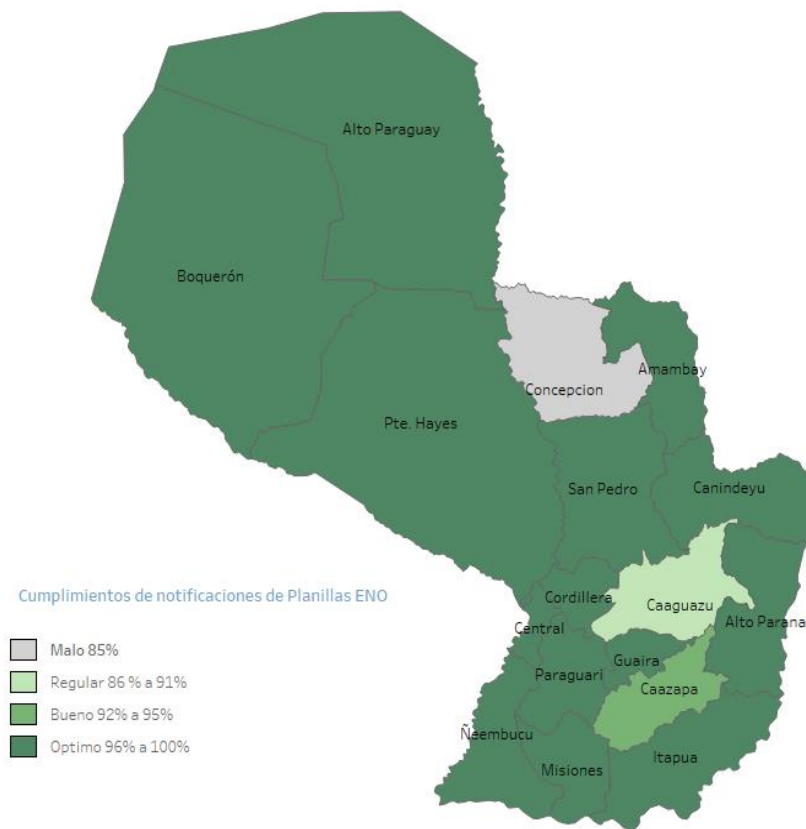 Alto Paraguay
Boquerón
Concepcion
Amambay
Pte. Hayes
San Pedro
Canindeyu
Cordillera
Caaguazu
Central
Alto Parana
Guaira
Paraguari
Caazapa
Ñeembucu
Itapua
Misiones
Cumplimientos de notificaciones de Planillas ENO
Malo 85%
Regular 86 % a 91%
Bueno 92% a 95%
Optimo 96% a 100%